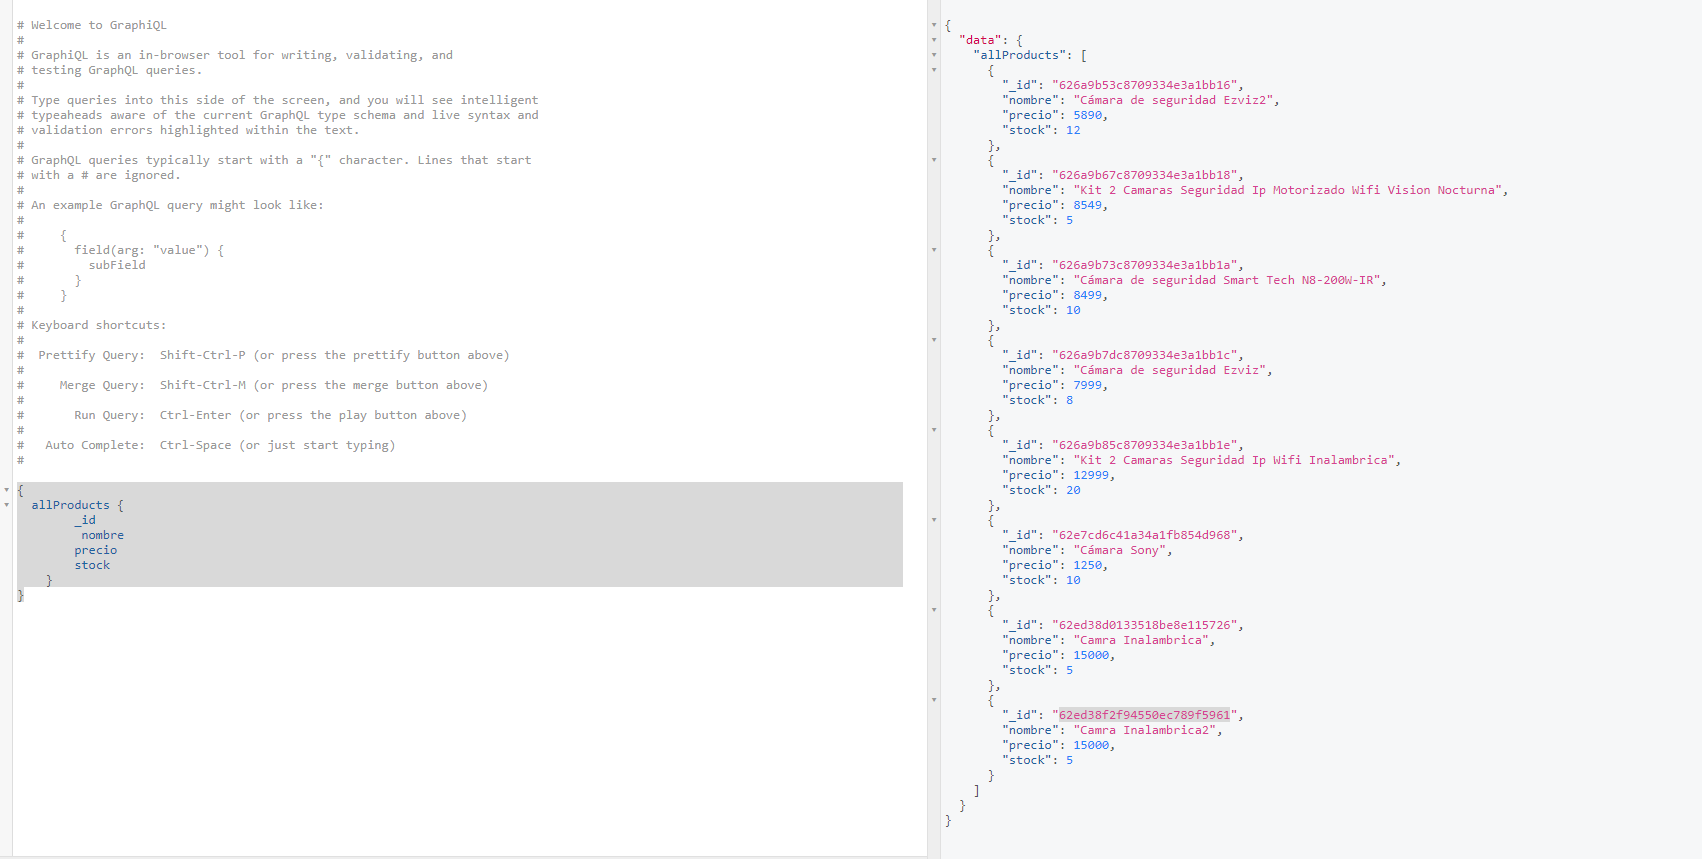 # Welcome to GraphiQL
#
# GraphiQL is an in-browser tool for writing, validating, and
# testing GraphQL queries.
#
# Type queries into this side of the screen, and you will see intelligent
# typeaheads aware of the current GraphQL type schema and live syntax and
# validation errors highlighted within the text.
#
# GraphQL queries typically start with a "{" character. Lines that start
# with a # are ignored.
#
# An example GraphQL query might look like:
#
#     {
#       field(arg: "value") {
#         subField
#       }
#     }
#
# Keyboard shortcuts:
#
#  Prettify Query:  Shift-Ctrl-P (or press the prettify button above)
#
#     Merge Query:  Shift-Ctrl-M (or press the merge button above)
#
#       Run Query:  Ctrl-Enter (or press the play button above)
#
#   Auto Complete:  Ctrl-Space (or just start typing)
#
{
  allProducts {
        _id
         nombre
        precio
        stock
    }
}
{
  "data": {
    "allProducts": [
      {
        "_id": "626a9b53c8709334e3a1bb16",
        "nombre": "Cámara de seguridad Ezviz2",
        "precio": 5890,
        "stock": 12
      },
      {
        "_id": "626a9b67c8709334e3a1bb18",
        "nombre": "Kit 2 Camaras Seguridad Ip Motorizado Wifi Vision Nocturna",
        "precio": 8549,
        "stock": 5
      },
      {
        "_id": "626a9b73c8709334e3a1bb1a",
        "nombre": "Cámara de seguridad Smart Tech N8-200W-IR",
        "precio": 8499,
        "stock": 10
      },
      {
        "_id": "626a9b7dc8709334e3a1bb1c",
        "nombre": "Cámara de seguridad Ezviz",
        "precio": 7999,
        "stock": 8
      },
      {
        "_id": "626a9b85c8709334e3a1bb1e",
        "nombre": "Kit 2 Camaras Seguridad Ip Wifi Inalambrica",
        "precio": 12999,
        "stock": 20
      },
      {
        "_id": "62e7cd6c41a34a1fb854d968",
        "nombre": "Cámara Sony",
        "precio": 1250,
        "stock": 10
      },
      {
        "_id": "62ed38d0133518be8e115726",
        "nombre": "Camra Inalambrica",
        "precio": 15000,
        "stock": 5
      },
      {
        "_id": "62ed38f2f94550ec789f5961",
        "nombre": "Camra Inalambrica2",
        "precio": 15000,
        "stock": 5
      }
    ]
  }
}